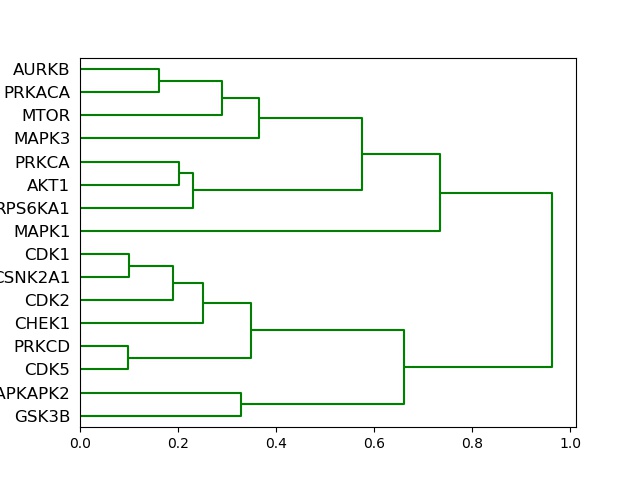 AURKB
PRKACA
MTOR
MAPK3
PRKCA
AKT1
RPS6KA1
MAPK1
CDK1
CSNK2A1
CDK2
CHEK1
PRKCD
CDK5
APKAPK2
GSK3B
0.0 0.2 0.4 0.6 0.8 1.0